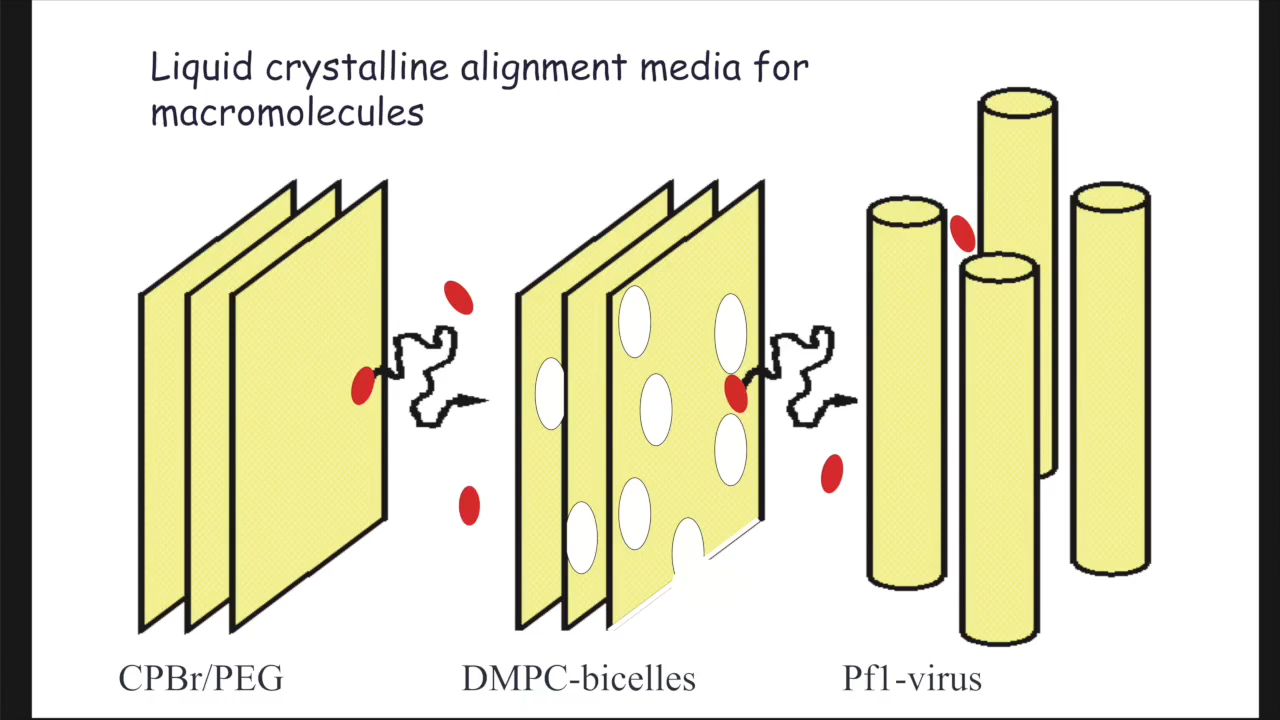 Liquid crystalline alignment media for
macromolecules
CPBr/PEG
DMPC-bicelles
Pf1-virus